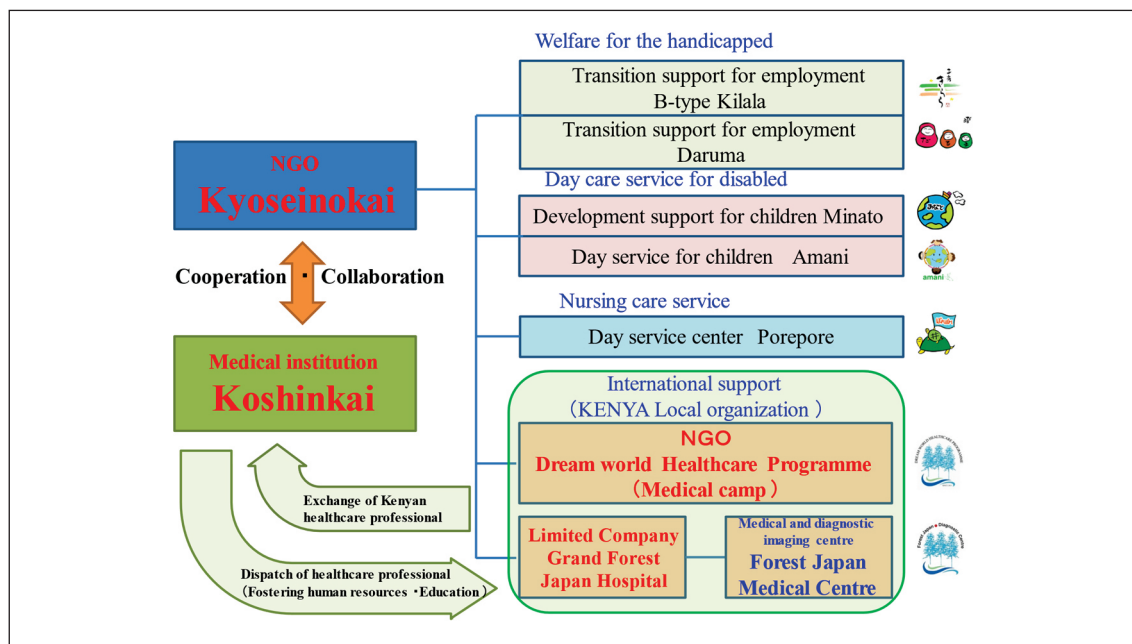 Welfare for the handicapped
Transition support for employment
B-type Kilala
Transition support for employment
Daruma
NGO
Kyoseinokai
Day care service for disabled
Development support for children Minato
Day service for children Amani
amani
Cooperation ・ Collaboration
Nursing care service
Day service center Porepore
Medical institution
Koshinkai
International support
(KENYA Local organization)
NGO
Dream world Healthcare Programme
(Medical camp)
Exchange of Kenyan
healthcare professional
Limited Company
Grand Forest
Japan Hospital
Medical and diagnostic
imaging centre
Forest Japan
Medical Centre
Dispatch of healthcare professional
(Fostering human resources ・Education)